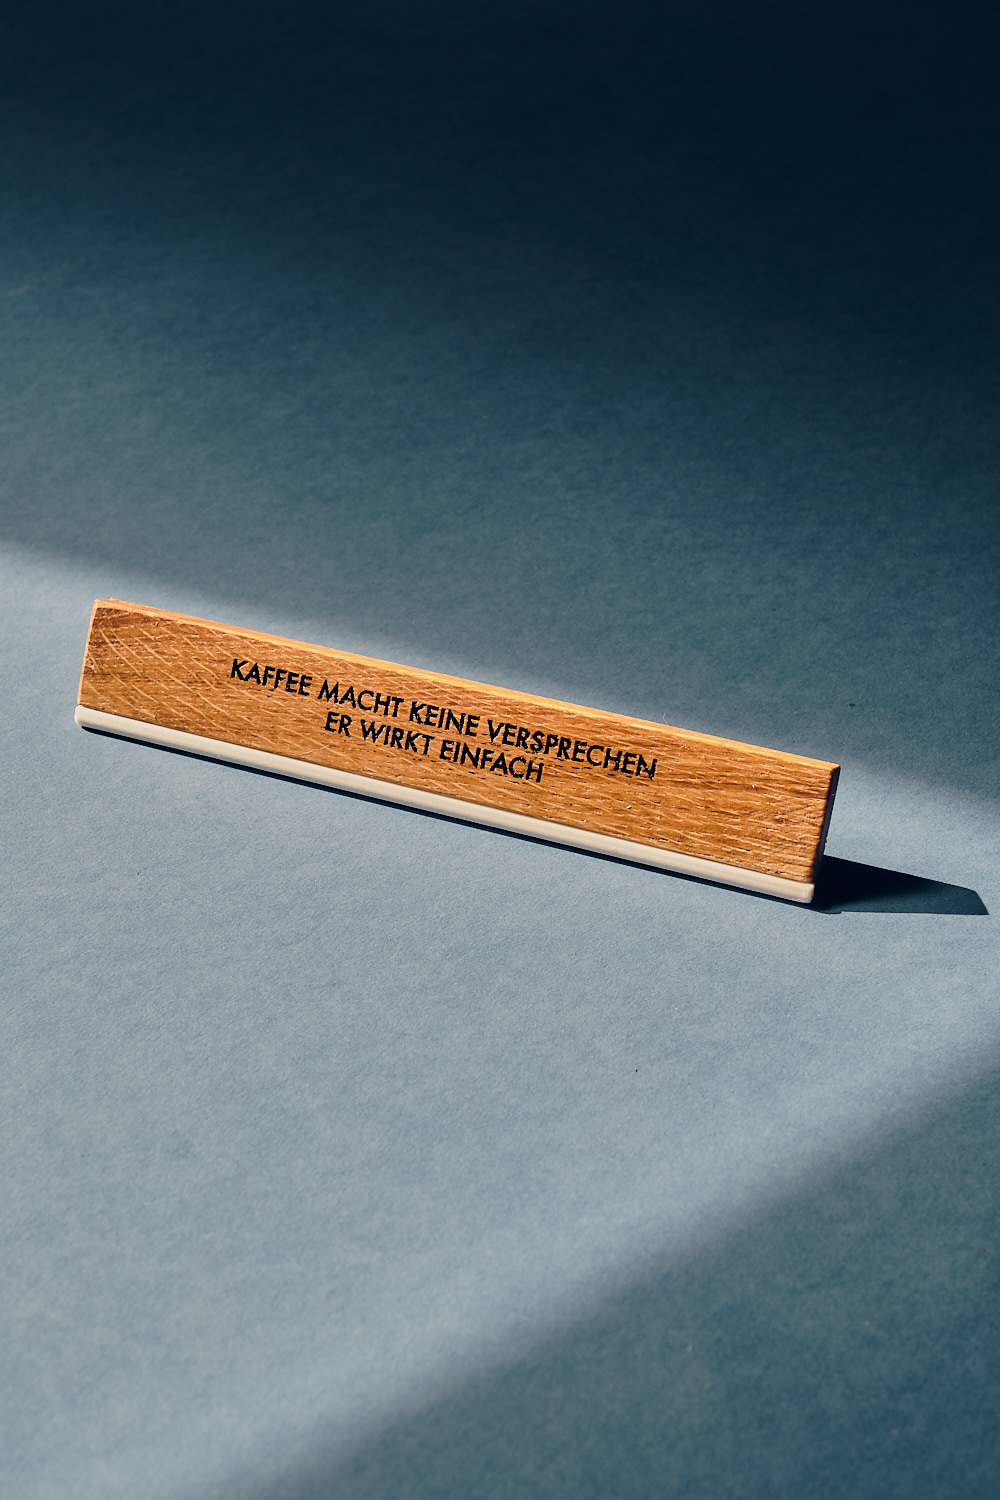 KAFFEE MACHT KEINE VERSPRECHEN
ER WIRKT EINFACH